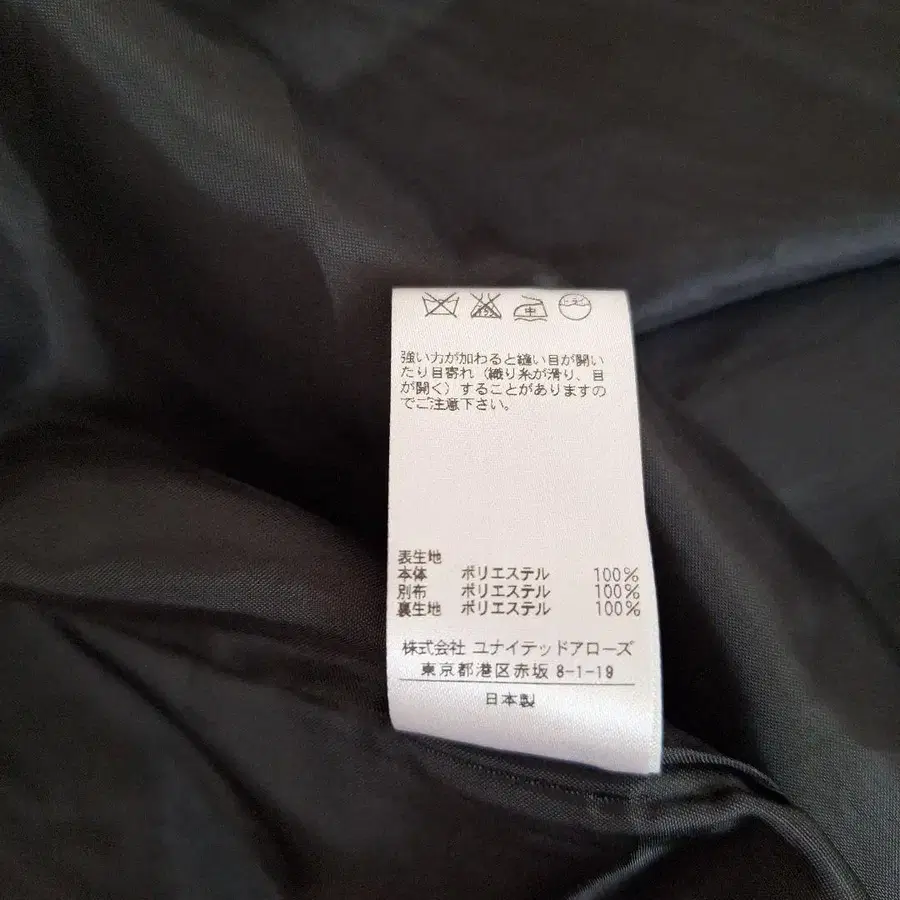 中
強い力が加わると縫い目が開い
たり目寄れ（織り糸が滑り、目
が開く）することがありますの
でご注意下さい。
表生地
本体 ポリエステル 100%
別布 ポリエステル 100%
裏生地 ポリエステル 100%
株式会社 ユナイテッドアローズ
東京都港区赤坂 8-1-19
日本製